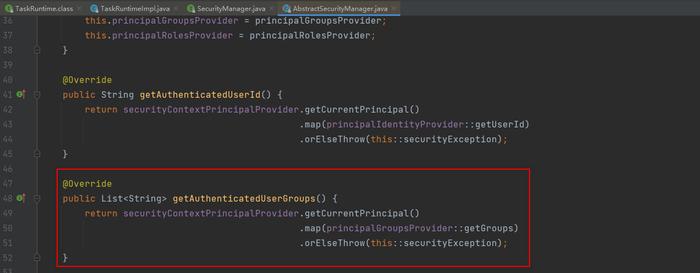 TaskRuntime.class TaskRuntimeImpl.java SecurityManager.java AbstractSecurityManager.java
36 this.principalGroupsProvider = principalGroupsProvider;
37 this.principalRolesProvider = principalRolesProvider;
38 }
39
40 @Override
41 public String getAuthenticatedUserId() {
42 return securityContextPrincipalProvider.getCurrentPrincipal()
43 .map(principalIdentityProvider::getUserId)
44 .orElseThrow(this::securityException);
45 }
46
47 @Override
48 public List<String> getAuthenticatedUserGroups() {
49 return securityContextPrincipalProvider.getCurrentPrincipal()
50 .map(principalGroupsProvider::getGroups)
51 .orElseThrow(this::securityException);
52 }